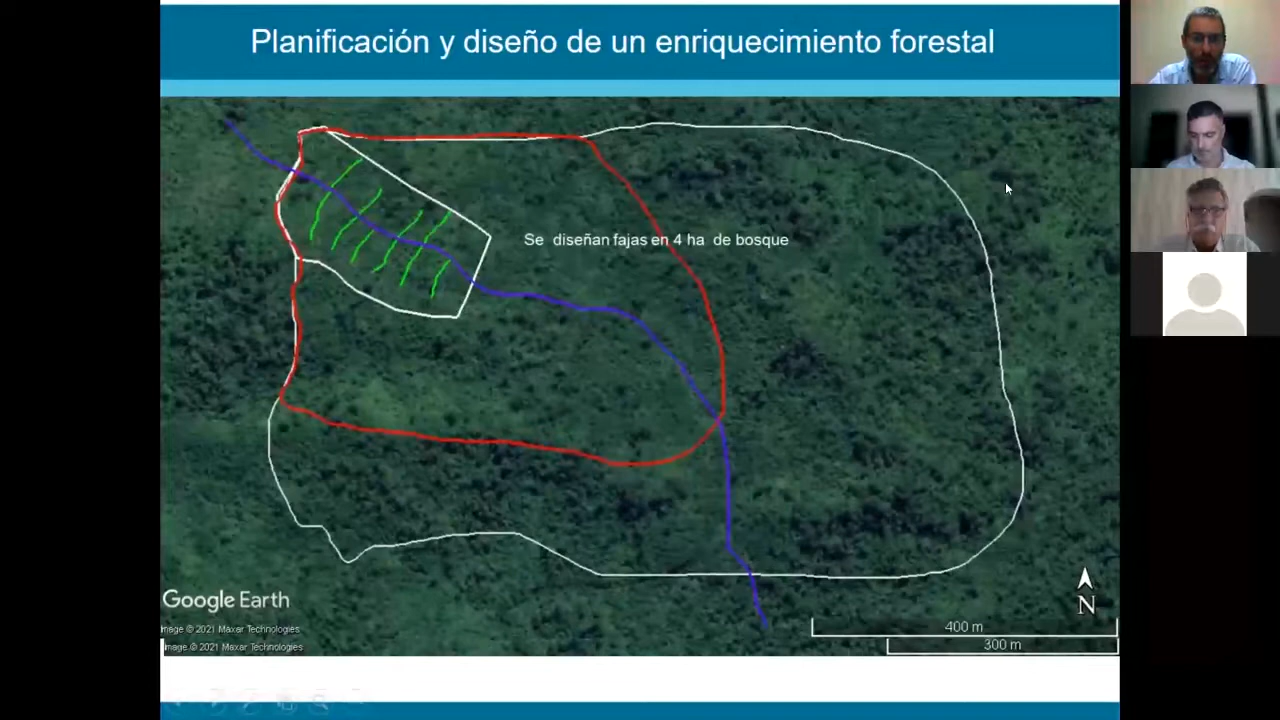 Planificación y diseño de un enriquecimiento forestal
Se diseñan fajas en 4 ha de bosque
Google Earth
N
mage © 2021 Maxar Technologies
400 m
Image © 2021 Maxar Technologies
300 m